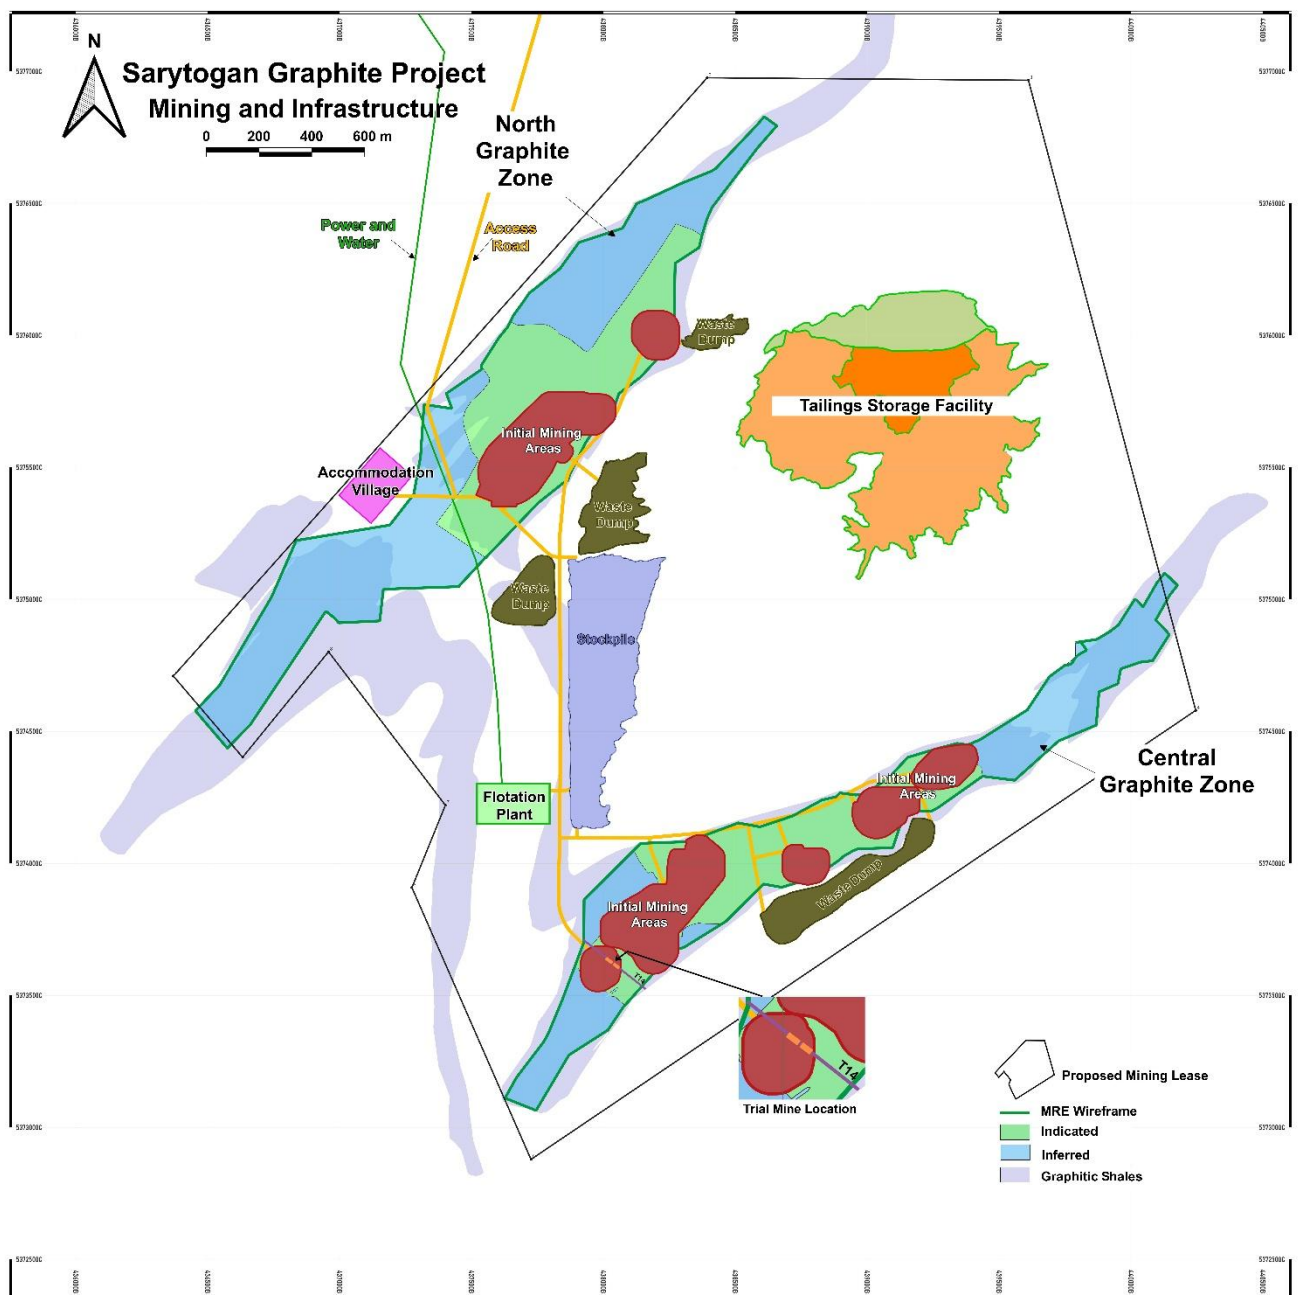 N
Sarytogan Graphite Project
Mining and Infrastructure
0 200 400 600 m
North
Graphite
Zone
Power and
Water
Access
Road
Waste
Dump
Tailings Storage Facility
Initial Mining
Areas
Accommodation
Village
Waste
Dump
Waste
Dump
Stockpile
Flotation
Plant
Central
Graphite Zone
Initial Mining
Areas
Waste Dump
Initial Mining
Areas
T14
T14
Trial Mine Location
Proposed Mining Lease
MRE Wireframe
Indicated
Inferred
Graphitic Shales